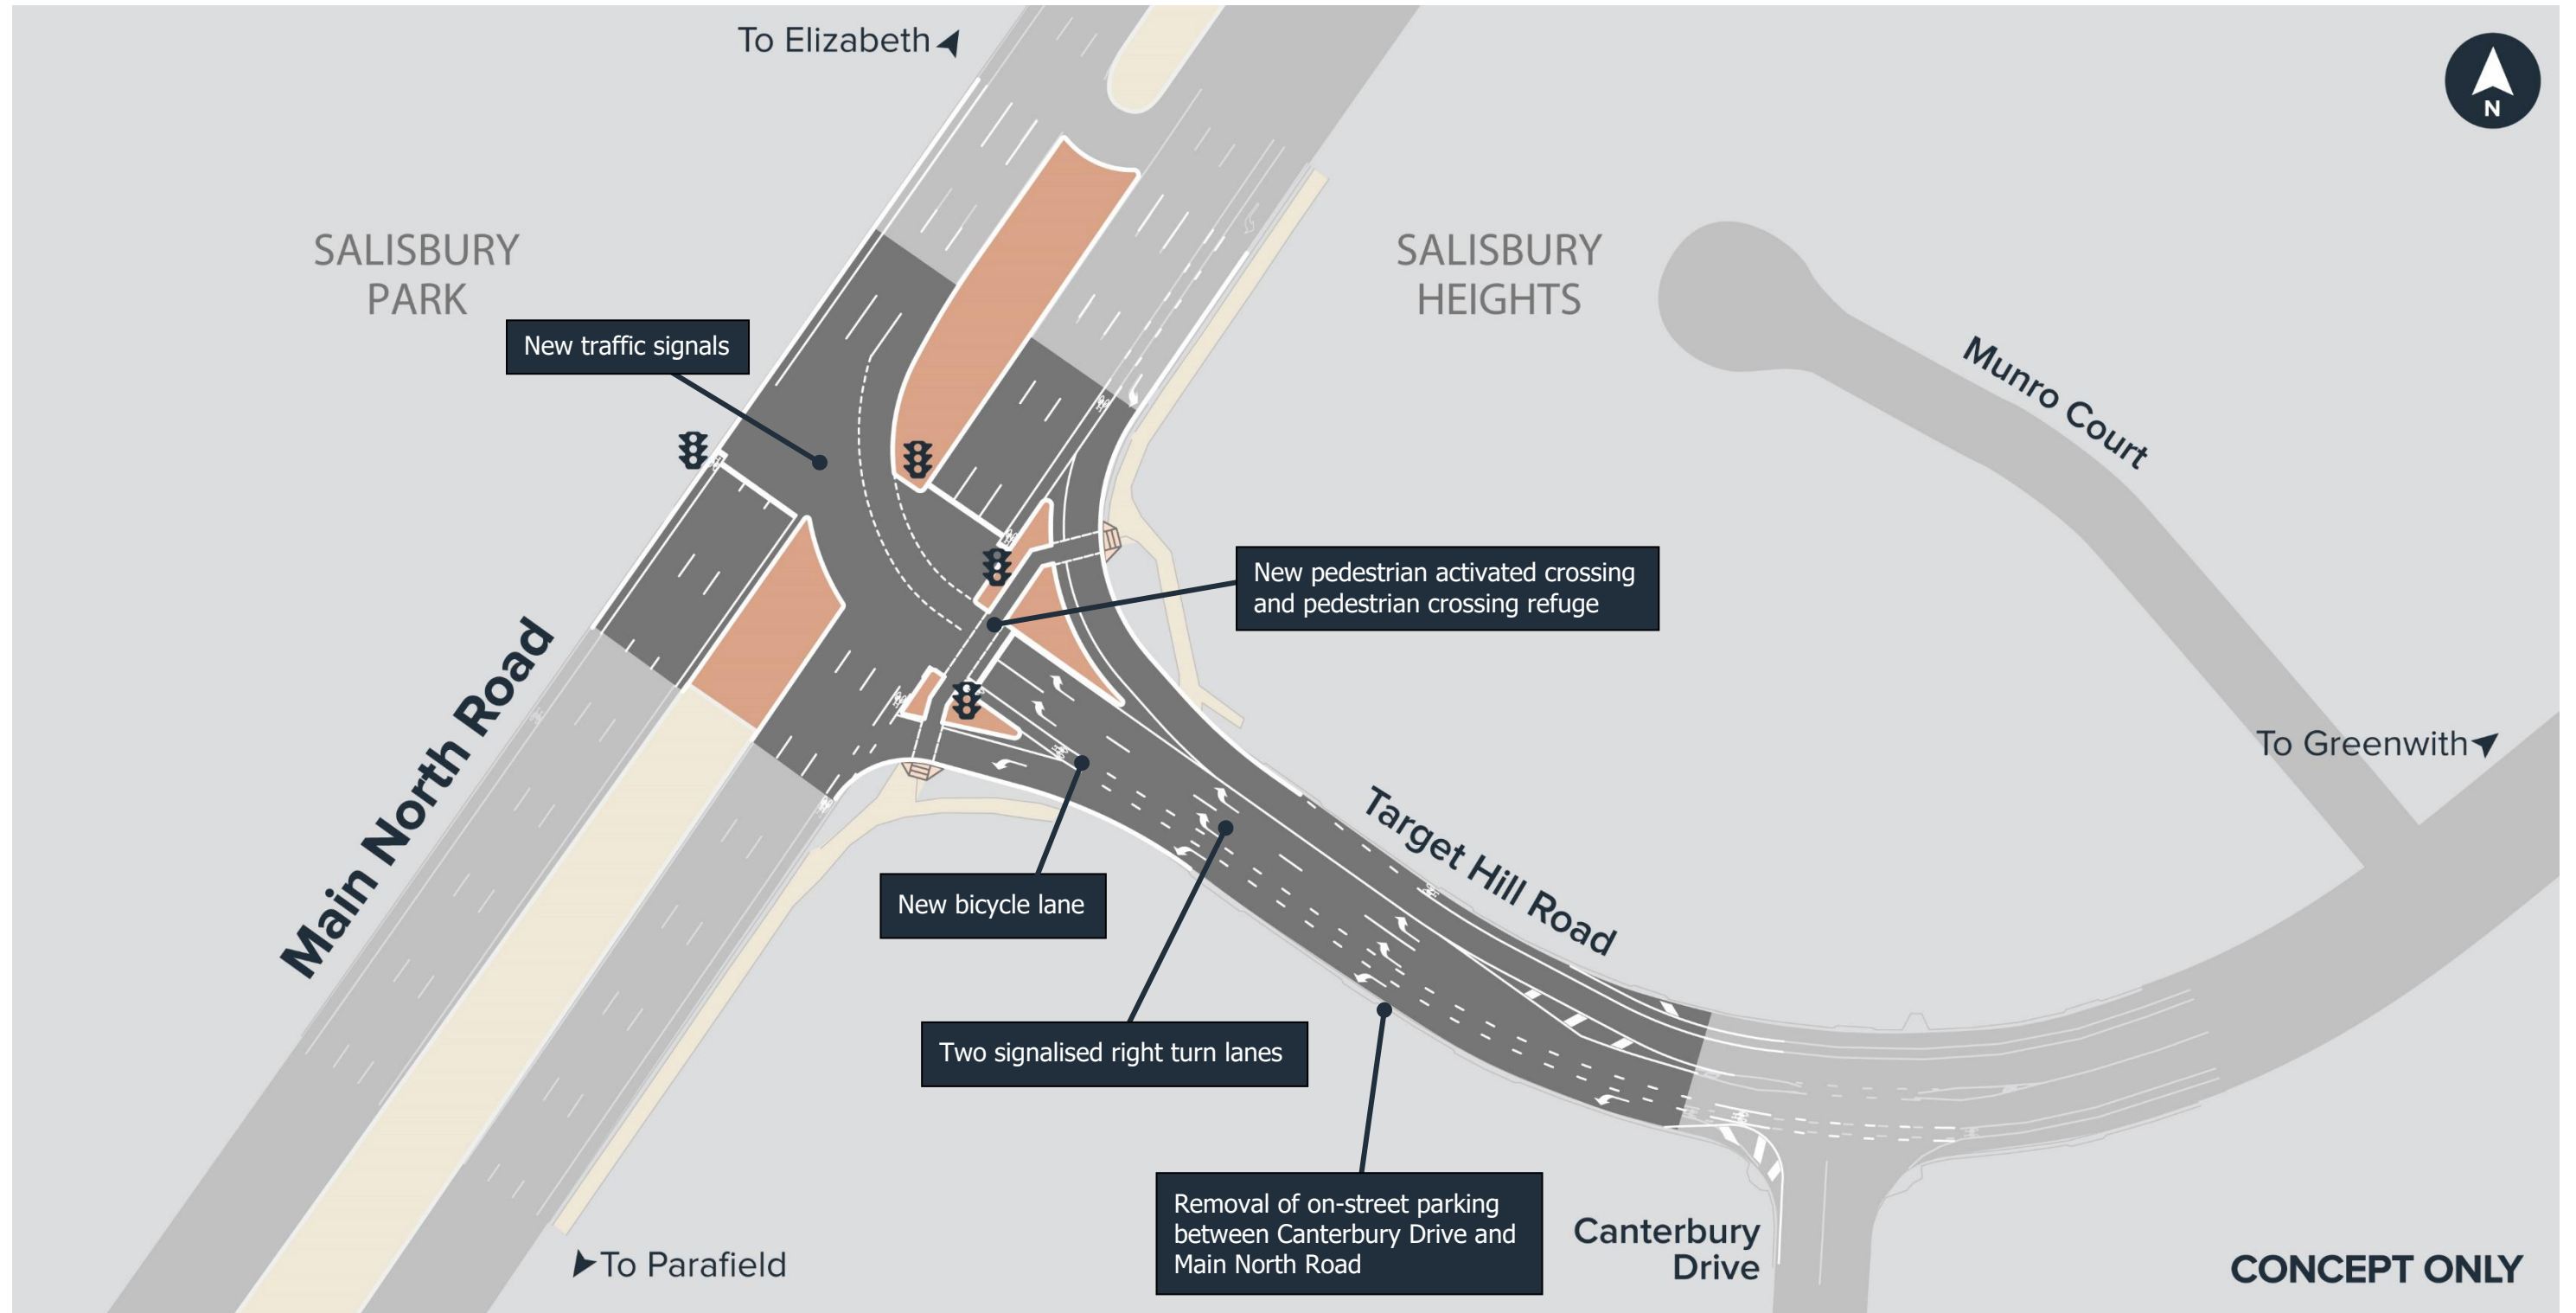 To Elizabeth
N
SALISBURY
PARK
SALISBURY
HEIGHTS
New traffic signals
Munro Court
New pedestrian activated crossing
and pedestrian crossing refuge
Main North Road
To Greenwith
Target Hill Road
New bicycle lane
Two signalised right turn lanes
Removal of on-street parking
between Canterbury Drive and
Main North Road
Canterbury
Drive
To Parafield
CONCEPT ONLY